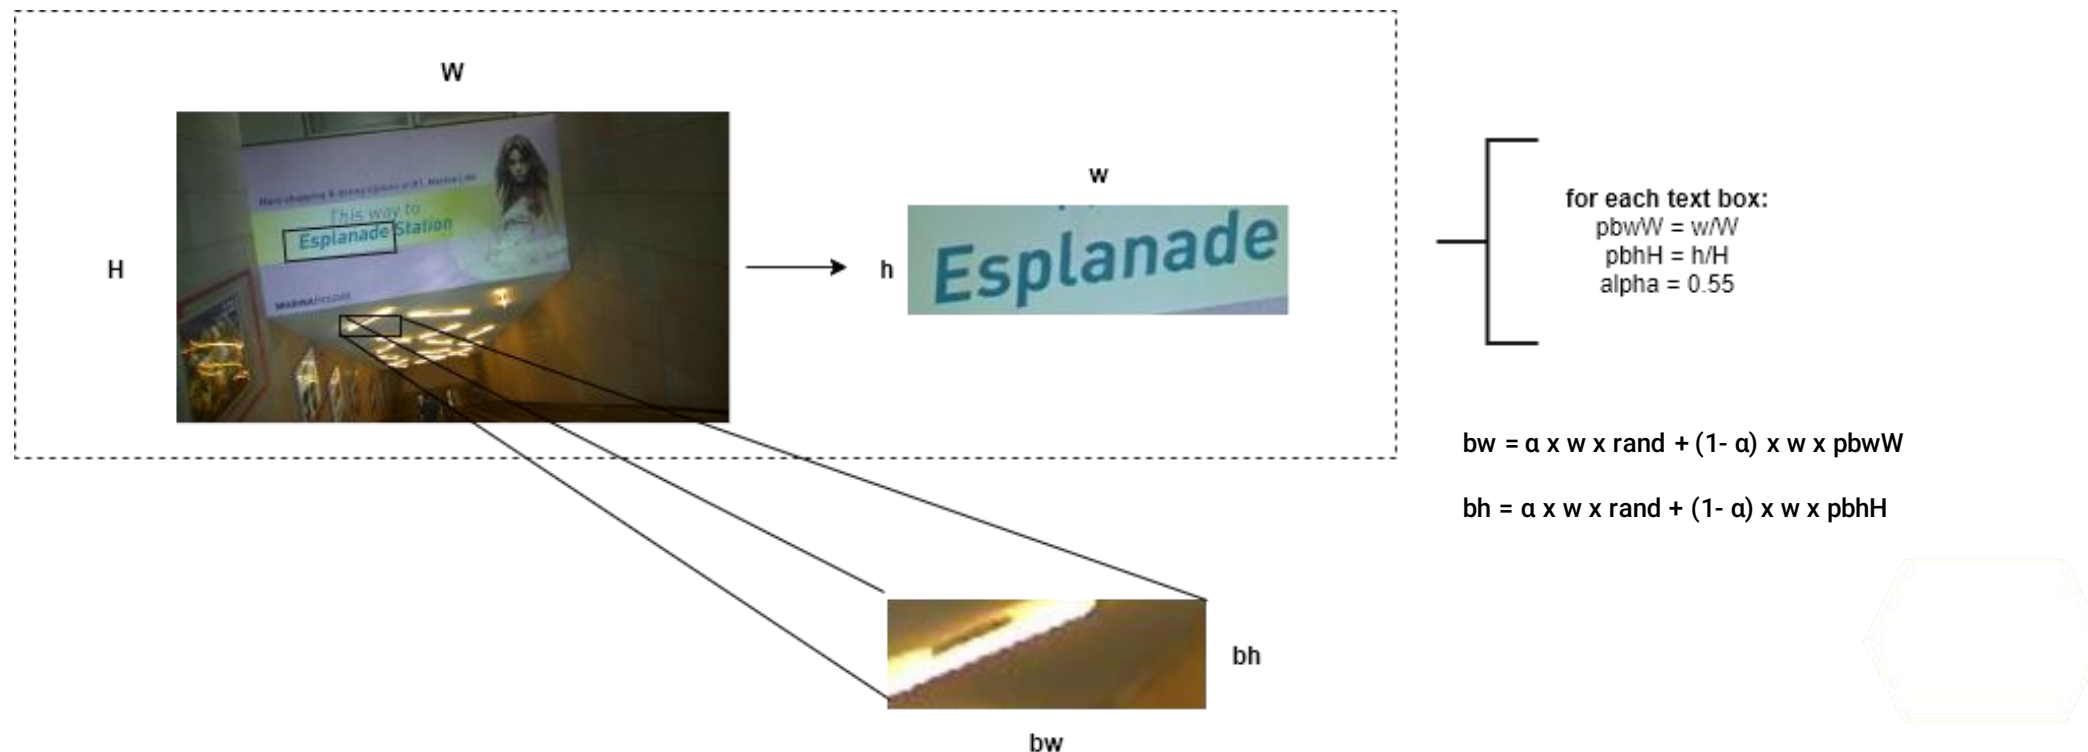 W
H
This way to
Esplanade Station
w
h
Esplanade
for each text box:
pbwW = w/W
pbhH = h/H
alpha = 0.55
bw = α x w x rand + (1- α) x w x pbwW
bh = α x w x rand + (1- α) x w x pbhH
bh
bw